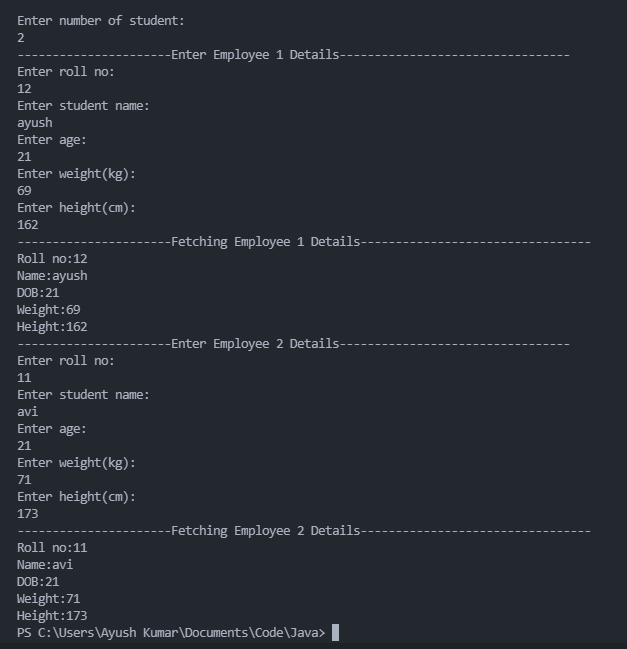 Enter number of student:
2
----------------------Enter Employee 1 Details---------------------------------
Enter roll no:
12
Enter student name:
ayush
Enter age:
21
Enter weight(kg):
69
Enter height(cm):
162
----------------------Fetching Employee 1 Details---------------------------------
Roll no:12
Name:ayush
DOB:21
Weight:69
Height:162
----------------------Enter Employee 2 Details---------------------------------
Enter roll no:
11
Enter student name:
avi
Enter age:
21
Enter weight(kg):
71
Enter height(cm):
173
----------------------Fetching Employee 2 Details---------------------------------
Roll no:11
Name:avi
DOB:21
Weight:71
Height:173
PS C:\Users\Ayush Kumar\Documents\Code\Java>